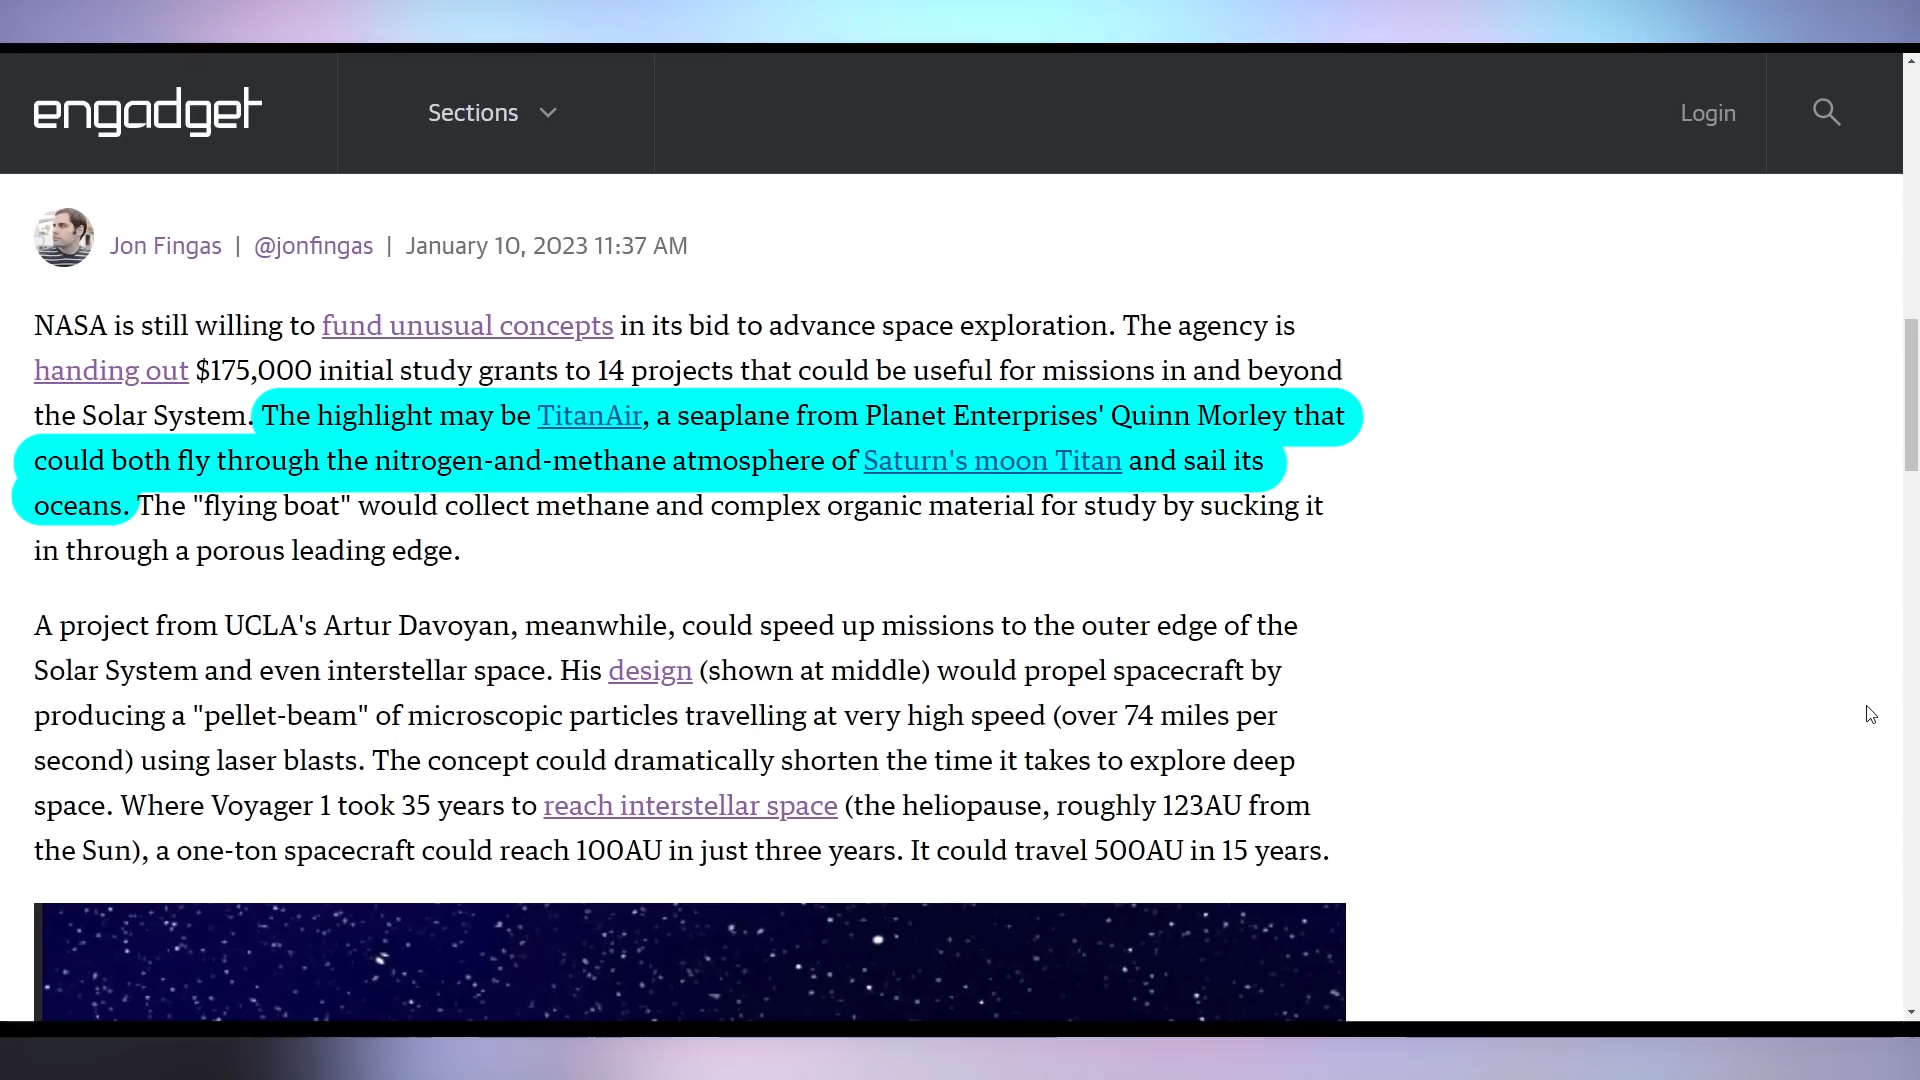 engadget
Sections
Login
Jon Fingas | @jonfingas | January 10, 2023 11:37 AM
NASA is still willing to fund unusual concepts in its bid to advance space exploration. The agency is
handing out $175,000 initial study grants to 14 projects that could be useful for missions in and beyond
the Solar System. The highlight may be TitanAir, a seaplane from Planet Enterprises' Quinn Morley that
could both fly through the nitrogen-and-methane atmosphere of Saturn's moon Titan and sail its
oceans. The "flying boat" would collect methane and complex organic material for study by sucking it
in through a porous leading edge.
A project from UCLA's Artur Davoyan, meanwhile, could speed up missions to the outer edge of the
Solar System and even interstellar space. His design (shown at middle) would propel spacecraft by
producing a "pellet-beam" of microscopic particles travelling at very high speed (over 74 miles per
second) using laser blasts. The concept could dramatically shorten the time it takes to explore deep
space. Where Voyager 1 took 35 years to reach interstellar space (the heliopause, roughly 123AU from
the Sun), a one-ton spacecraft could reach 100AU in just three years. It could travel 500AU in 15 years.